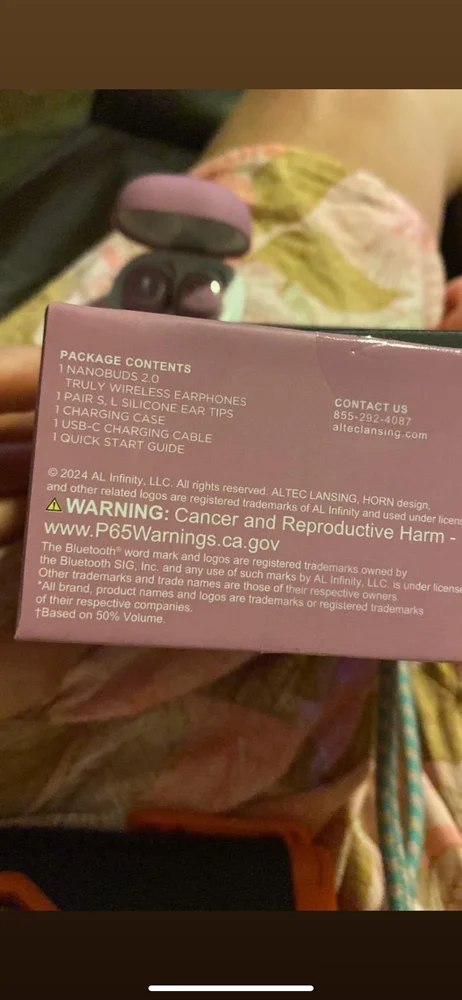 PACKAGE CONTENTS
1 NANOBUDS 2.0
TRULY WIRELESS EARPHONES
1 PAIR S, L SILICONE EAR TIPS
1 CHARGING CASE
1 USB-C CHARGING CABLE
1 QUICK START GUIDE
CONTACT US
855-292-4087
alteclansing.com
© 2024 AL Infinity, LLC. All rights reserved. ALTEC LANSING, HORN design,
and other related logos are registered trademarks of AL Infinity and used under
⚠WARNING: Cancer and Reproductive Harm -
www.P65Warnings.ca.gov
The Bluetooth® word mark and logos are registered trademarks owned by
the Bluetooth SIG, Inc. and any use of such marks by AL Infinity, LLC. is under
Other trademarks and trade names are those of their respective owners
*All brand, product names and logos are trademarks or registered trademarks
of their respective companies.
†Based on 50% Volume.